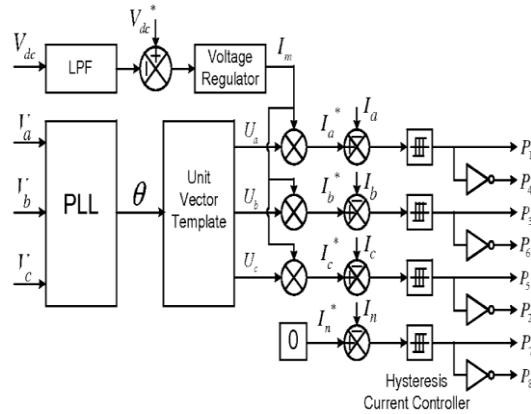 V_dc*
V_dc
LPF
Voltage Regulator
I_m
I_a
V_a
U_a
I_a*
P_1
P_4
V_b
PLL
θ
Unit Vector Template
U_b
I_b*
I_b
P_3
P_6
V_c
U_c
I_c*
I_c
P_5
P_2
0
I_n*
I_n
Hysteresis
Current Controller